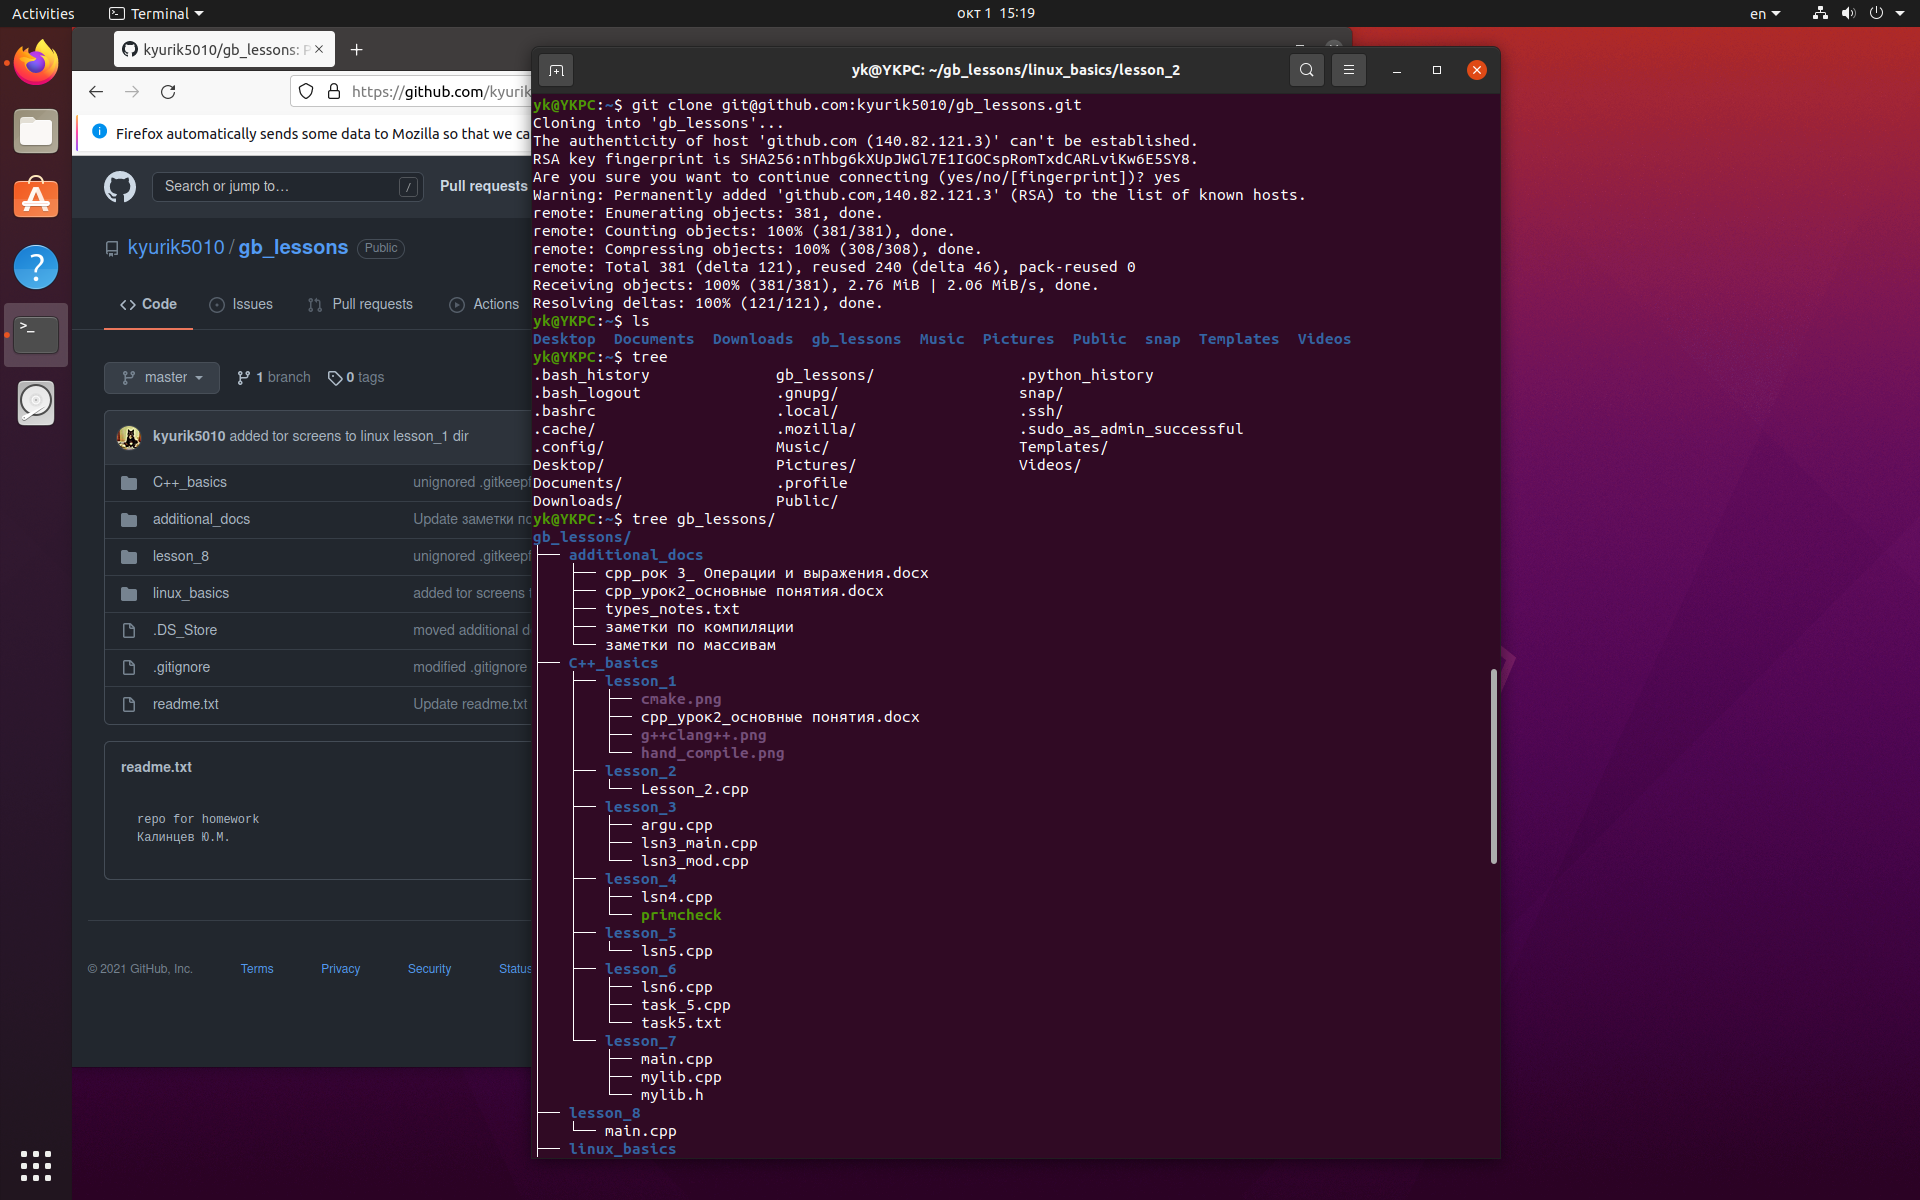 Activities
Terminal
окт 1 15:19
en
kyurik5010/gb_lessons: P
https://github.com/kyurik
Firefox automatically sends some data to Mozilla so that we ca
Search or jump to…
/
Pull requests
kyurik5010 / gb_lessons Public
Code
Issues
Pull requests
Actions
master
1 branch
0 tags
kyurik5010 added tor screens to linux lesson_1 dir
C++_basics unignored .gitkeepf
additional_docs Update заметки по
lesson_8 unignored .gitkeepf
linux_basics added tor screens t
.DS_Store moved additional d
.gitignore modified .gitignore
readme.txt Update readme.txt
readme.txt
repo for homework
Калинцев Ю.М.
© 2021 GitHub, Inc. Terms Privacy Security Status
yk@YKPC: ~/gb_lessons/linux_basics/lesson_2
yk@YKPC:~$ git clone git@github.com:kyurik5010/gb_lessons.git
Cloning into 'gb_lessons'...
The authenticity of host 'github.com (140.82.121.3)' can't be established.
RSA key fingerprint is SHA256:nThbg6kXUpJWGl7E1IGOCspRomTxdCARLviKw6E5SY8.
Are you sure you want to continue connecting (yes/no/[fingerprint])? yes
Warning: Permanently added 'github.com,140.82.121.3' (RSA) to the list of known hosts.
remote: Enumerating objects: 381, done.
remote: Counting objects: 100% (381/381), done.
remote: Compressing objects: 100% (308/308), done.
remote: Total 381 (delta 121), reused 240 (delta 46), pack-reused 0
Receiving objects: 100% (381/381), 2.76 MiB | 2.06 MiB/s, done.
Resolving deltas: 100% (121/121), done.
yk@YKPC:~$ ls
Desktop Documents Downloads gb_lessons Music Pictures Public snap Templates Videos
yk@YKPC:~$ tree
.bash_history gb_lessons/ .python_history
.bash_logout .gnupg/ snap/
.bashrc .local/ .ssh/
.cache/ .mozilla/ .sudo_as_admin_successful
.config/ Music/ Templates/
Desktop/ Pictures/ Videos/
Documents/ .profile
Downloads/ Public/
yk@YKPC:~$ tree gb_lessons/
gb_lessons/
├── additional_docs
│   ├── cpp_рок 3_ Операции и выражения.docx
│   ├── cpp_урок2_основные понятия.docx
│   ├── types_notes.txt
│   ├── заметки по компиляции
│   └── заметки по массивам
├── C++_basics
│   ├── lesson_1
│   │   ├── cmake.png
│   │   ├── cpp_урок2_основные понятия.docx
│   │   ├── g++clang++.png
│   │   └── hand_compile.png
│   ├── lesson_2
│   │   └── Lesson_2.cpp
│   ├── lesson_3
│   │   ├── argu.cpp
│   │   ├── lsn3_main.cpp
│   │   └── lsn3_mod.cpp
│   ├── lesson_4
│   │   ├── lsn4.cpp
│   │   └── primcheck
│   ├── lesson_5
│   │   └── lsn5.cpp
│   ├── lesson_6
│   │   ├── lsn6.cpp
│   │   ├── task_5.cpp
│   │   └── task5.txt
│   └── lesson_7
│       ├── main.cpp
│       ├── mylib.cpp
│       └── mylib.h
├── lesson_8
│   └── main.cpp
├── linux_basics